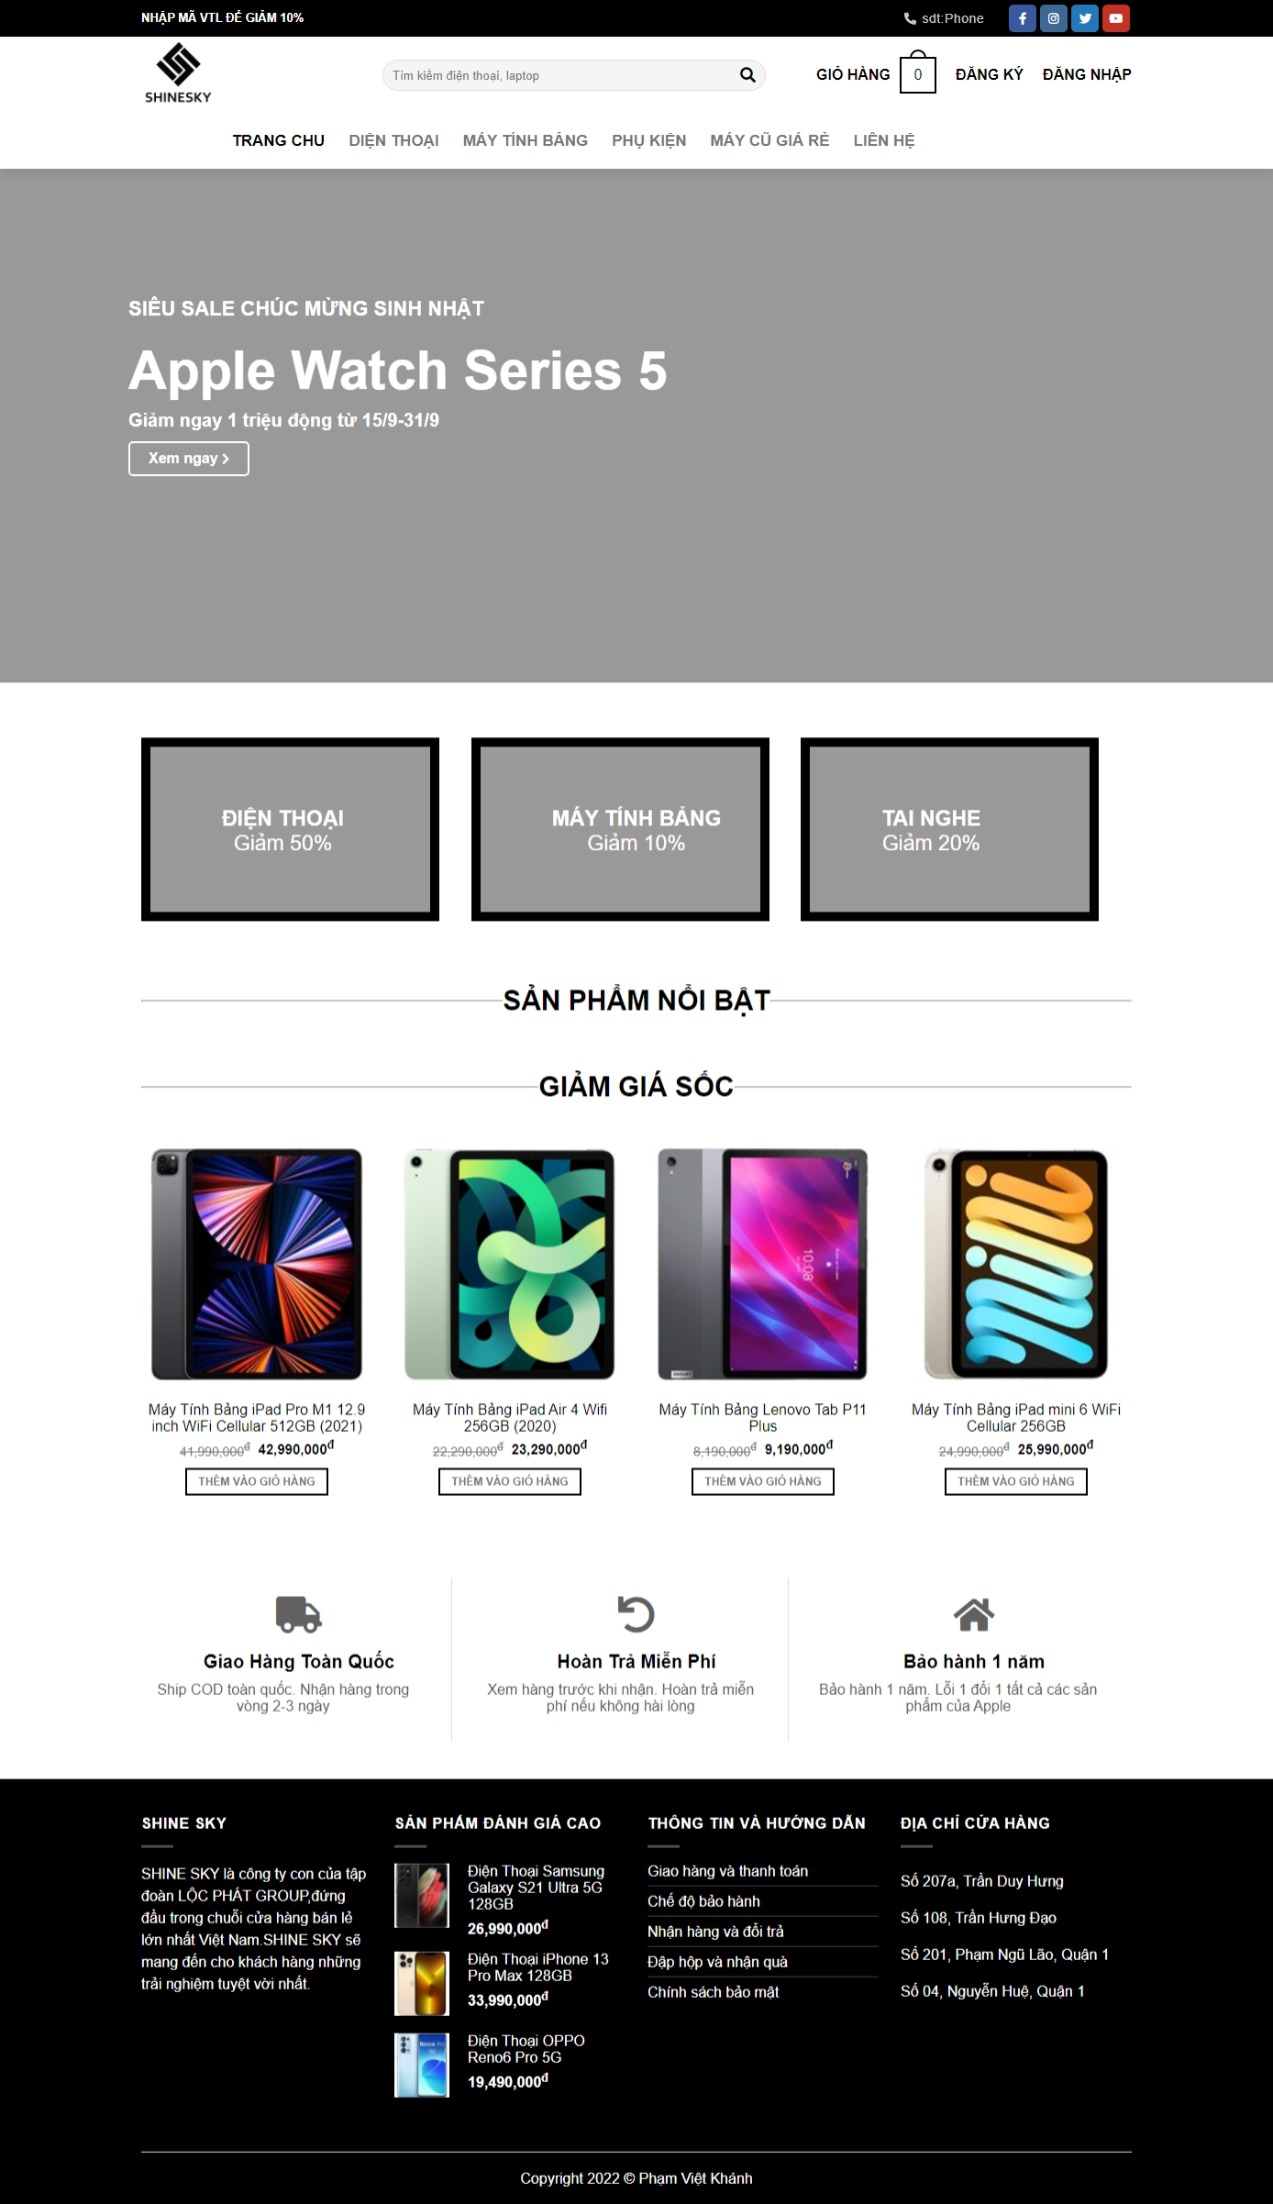 NHẬP MÃ VTL ĐỂ GIẢM 10%
sdt:Phone
SHINESKY
Tìm kiếm điện thoại, laptop
GIỎ HÀNG
0
ĐĂNG KÝ
ĐĂNG NHẬP
TRANG CHỦ
DIỆN THOẠI
MÁY TÍNH BẢNG
PHỤ KIỆN
MÁY CŨ GIÁ RẺ
LIÊN HỆ
SIÊU SALE CHÚC MỪNG SINH NHẬT
Apple Watch Series 5
Giảm ngay 1 triệu động từ 15/9-31/9
Xem ngay
ĐIỆN THOẠI
Giảm 50%
MÁY TÍNH BẢNG
Giảm 10%
TAI NGHE
Giảm 20%
SẢN PHẨM NỔI BẬT
GIẢM GIÁ SỐC
10:08
Máy Tính Bảng iPad Pro M1 12.9
inch WiFi Cellular 512GB (2021)
41,990,000đ 42,990,000đ
THÊM VÀO GIỎ HÀNG
Máy Tính Bảng iPad Air 4 Wifi
256GB (2020)
22,290,000đ 23,290,000đ
THÊM VÀO GIỎ HÀNG
Máy Tính Bảng Lenovo Tab P11
Plus
8,190,000đ 9,190,000đ
THÊM VÀO GIỎ HÀNG
Máy Tính Bảng iPad mini 6 WiFi
Cellular 256GB
24,990,000đ 25,990,000đ
THÊM VÀO GIỎ HÀNG
Giao Hàng Toàn Quốc
Ship COD toàn quốc. Nhận hàng trong
vòng 2-3 ngày
Hoàn Trả Miễn Phí
Xem hàng trước khi nhận. Hoàn trả miễn
phí nếu không hài lòng
Bảo hành 1 năm
Bảo hành 1 năm. Lỗi 1 đổi 1 tất cả các sản
phẩm của Apple
SHINE SKY
SHINE SKY là công ty con của tập
đoàn LỘC PHÁT GROUP,đứng
đầu trong chuỗi cửa hàng bán lẻ
lớn nhất Việt Nam.SHINE SKY sẽ
mang đến cho khách hàng những
trải nghiệm tuyệt vời nhất.
SẢN PHẨM ĐÁNH GIÁ CAO
Điện Thoại Samsung
Galaxy S21 Ultra 5G
128GB
26,990,000đ
Điện Thoại iPhone 13
Pro Max 128GB
33,990,000đ
Điện Thoại OPPO
Reno6 Pro 5G
19,490,000đ
THÔNG TIN VÀ HƯỚNG DẪN
Giao hàng và thanh toán
Chế độ bảo hành
Nhận hàng và đổi trả
Đập hộp và nhận quà
Chính sách bảo mật
ĐỊA CHỈ CỬA HÀNG
Số 207a, Trần Duy Hưng
Số 108, Trần Hưng Đạo
Số 201, Phạm Ngũ Lão, Quận 1
Số 04, Nguyễn Huệ, Quận 1
Copyright 2022 © Phạm Việt Khánh